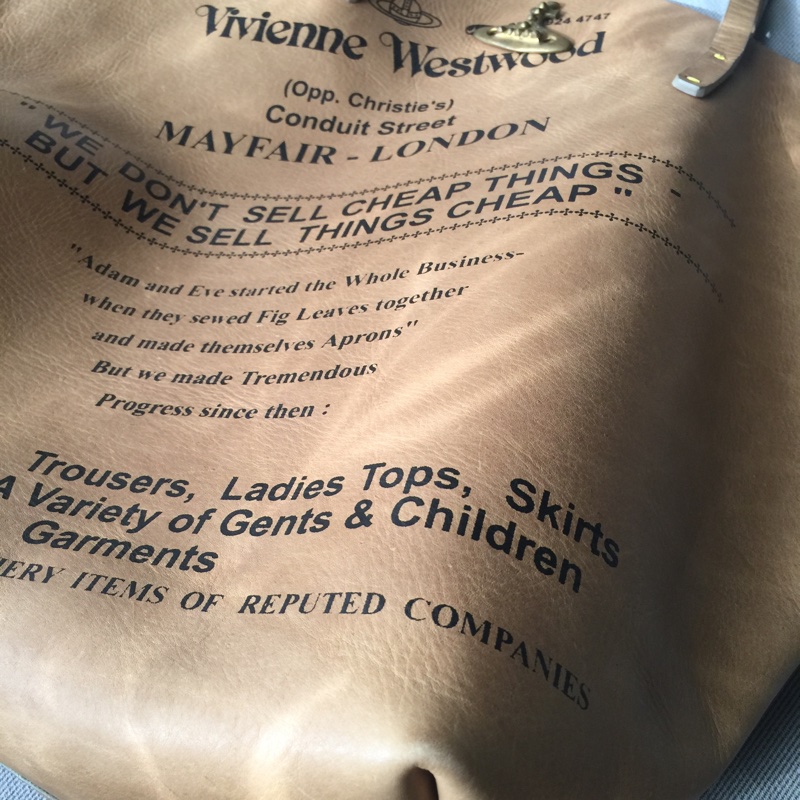 24 4747
Vivienne Westwood
(Opp. Christie's)
Conduit Street
MAYFAIR - LONDON
"WE DON'T SELL CHEAP THINGS -
BUT WE SELL THINGS CHEAP"
"Adam and Eve started the Whole Business-
when they sewed Fig Leaves together
and made themselves Aprons"
But we made Tremendous
Progress since then :
Trousers, Ladies Tops, Skirts
A Variety of Gents & Children
Garments
ITEMS OF REPUTED COMPANIES